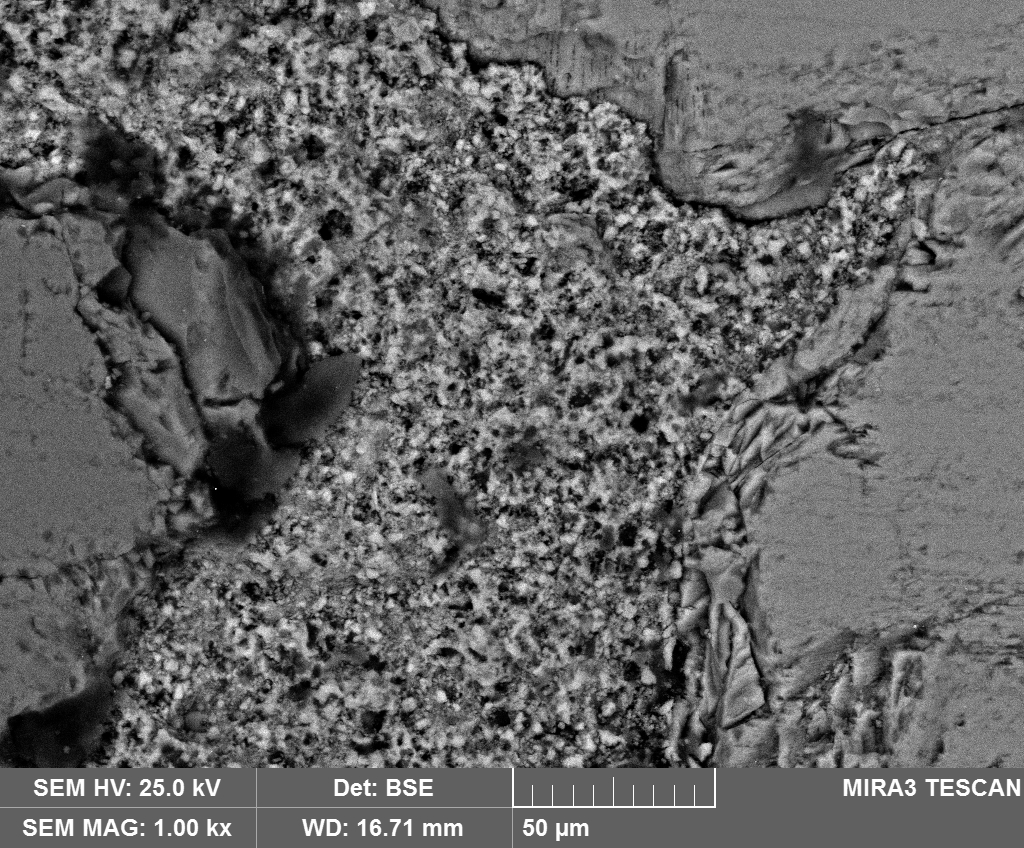 SEM HV: 25.0 kV Det: BSE MIRA3 TESCAN
SEM MAG: 1.00 kx WD: 16.71 mm 50 µm